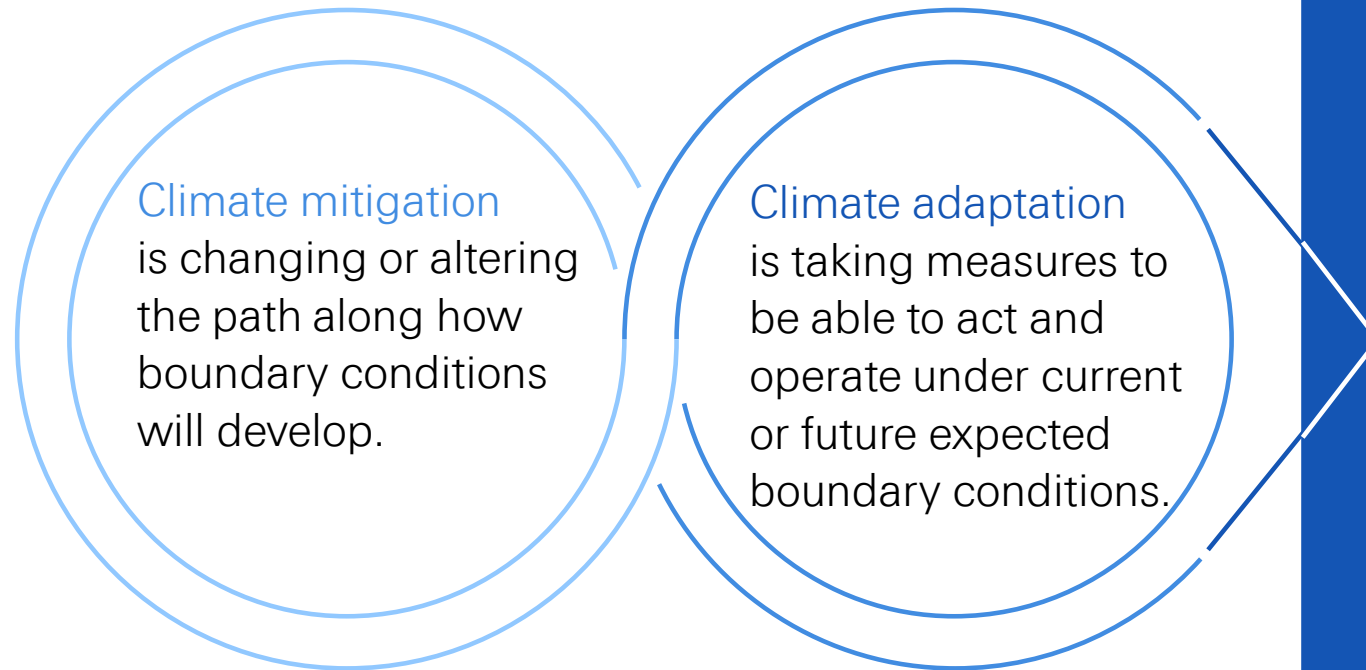 Climate mitigation
is changing or altering
the path along how
boundary conditions
will develop.
Climate adaptation
is taking measures to
be able to act and
operate under current
or future expected
boundary conditions.